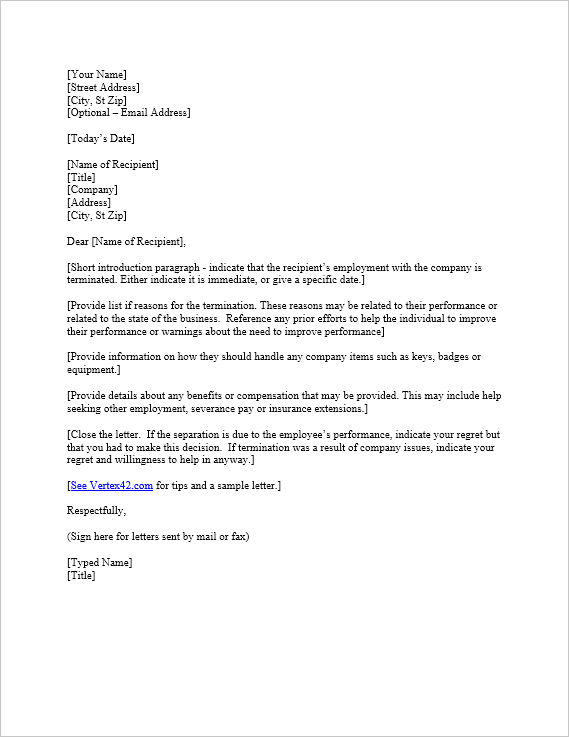 [Your Name]
[Street Address]
[City, St Zip]
[Optional – Email Address]
[Today’s Date]
[Name of Recipient]
[Title]
[Company]
[Address]
[City, St Zip]
Dear [Name of Recipient],
[Short introduction paragraph - indicate that the recipient’s employment with the company is
terminated. Either indicate it is immediate, or give a specific date.]
[Provide list if reasons for the termination. These reasons may be related to their performance or
related to the state of the business.  Reference any prior efforts to help the individual to improve
their performance or warnings about the need to improve performance]
[Provide information on how they should handle any company items such as keys, badges or
equipment.]
[Provide details about any benefits or compensation that may be provided. This may include help
seeking other employment, severance pay or insurance extensions.]
[Close the letter.  If the separation is due to the employee’s performance, indicate your regret but
that you had to make this decision.  If termination was a result of company issues, indicate your
regret and willingness to help in anyway.]
[See Vertex42.com for tips and a sample letter.]
Respectfully,
(Sign here for letters sent by mail or fax)
[Typed Name]
[Title]